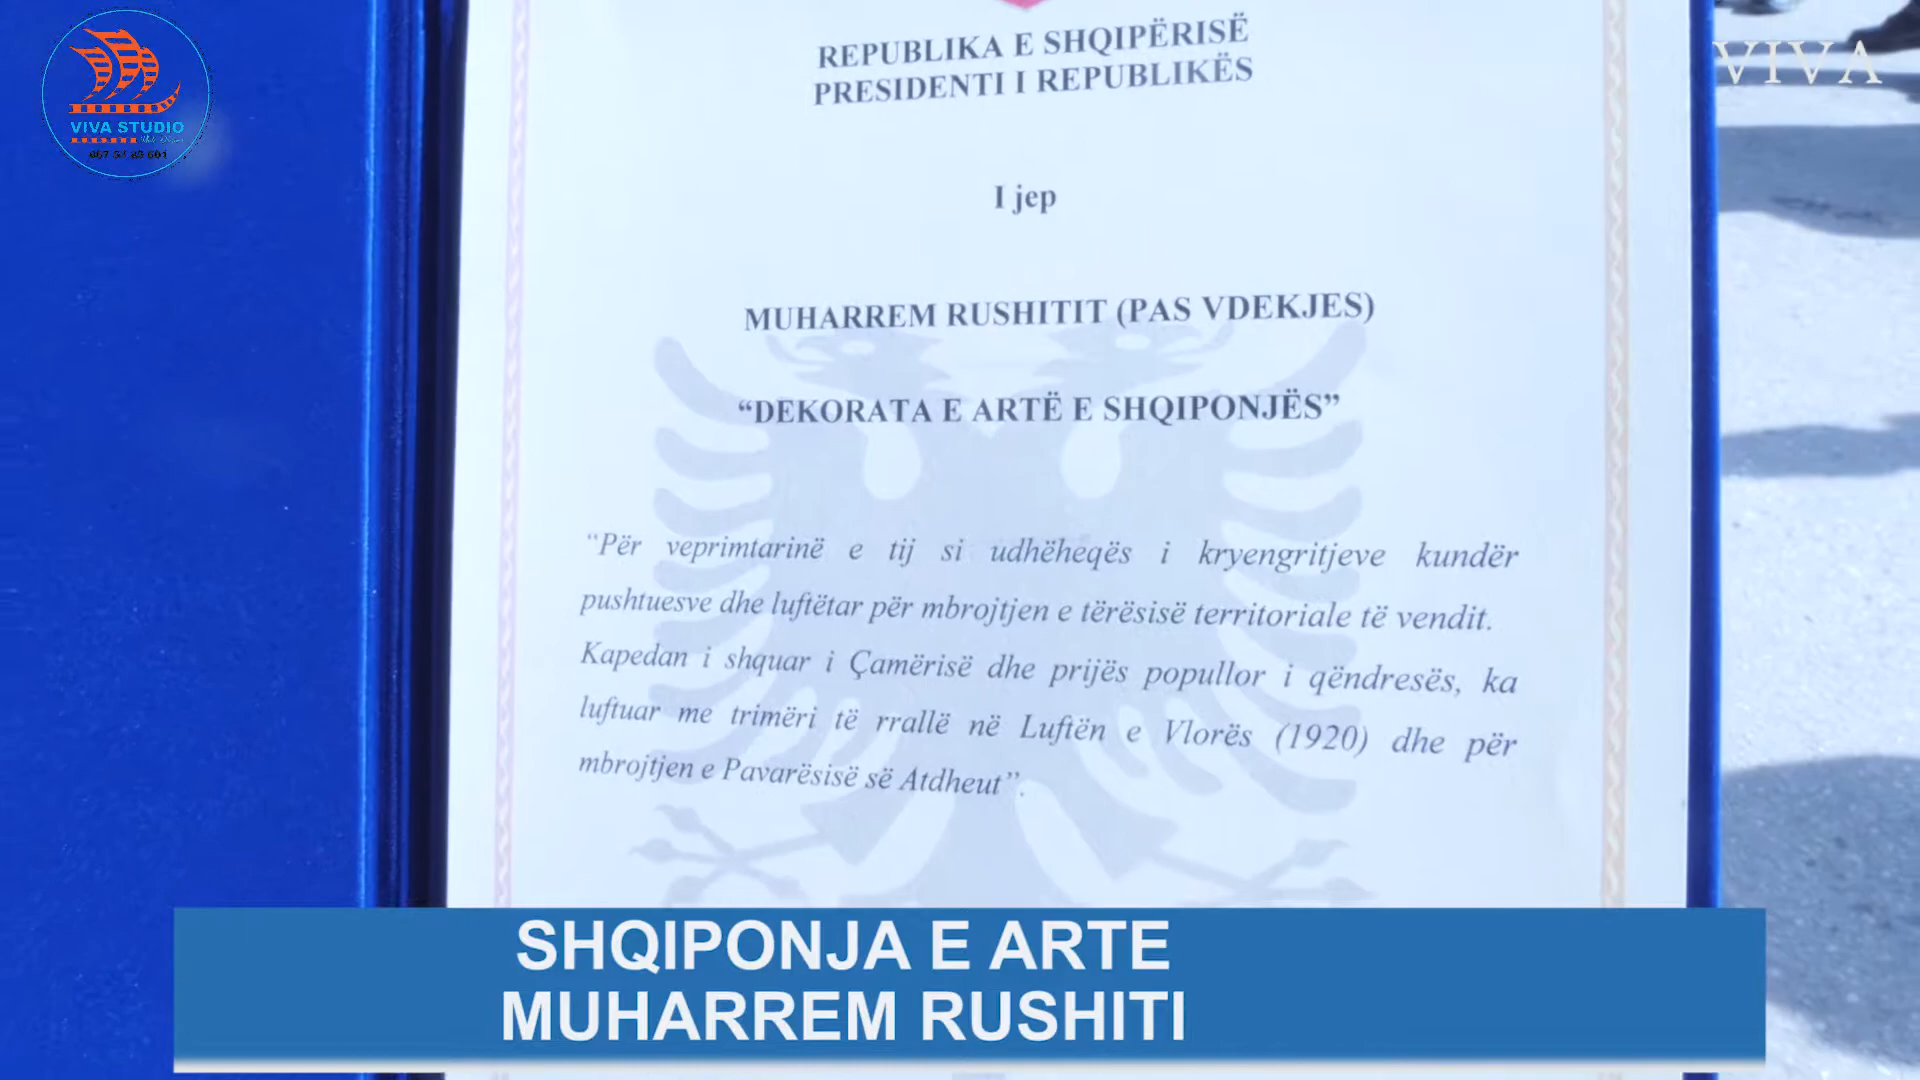 VIVA STUDIO
VIVA
REPUBLIKA E SHQIPËRISË
PRESIDENTI I REPUBLIKËS
I jep
MUHARREM RUSHITIT (PAS VDEKJES)
“DEKORATA E ARTË E SHQIPONJËS”
“Për veprimtarinë e tij si udhëheqës i kryengritjeve kundër
pushtuesve dhe luftëtar për mbrojtjen e tërësisë territoriale të vendit.
Kapedan i shquar i Çamërisë dhe prijës popullor i qëndresës, ka
luftuar me trimëri të rrallë në Luftën e Vlorës (1920) dhe për
mbrojtjen e Pavarësisë së Atdheut”.
SHQIPONJA E ARTE
MUHARREM RUSHITI